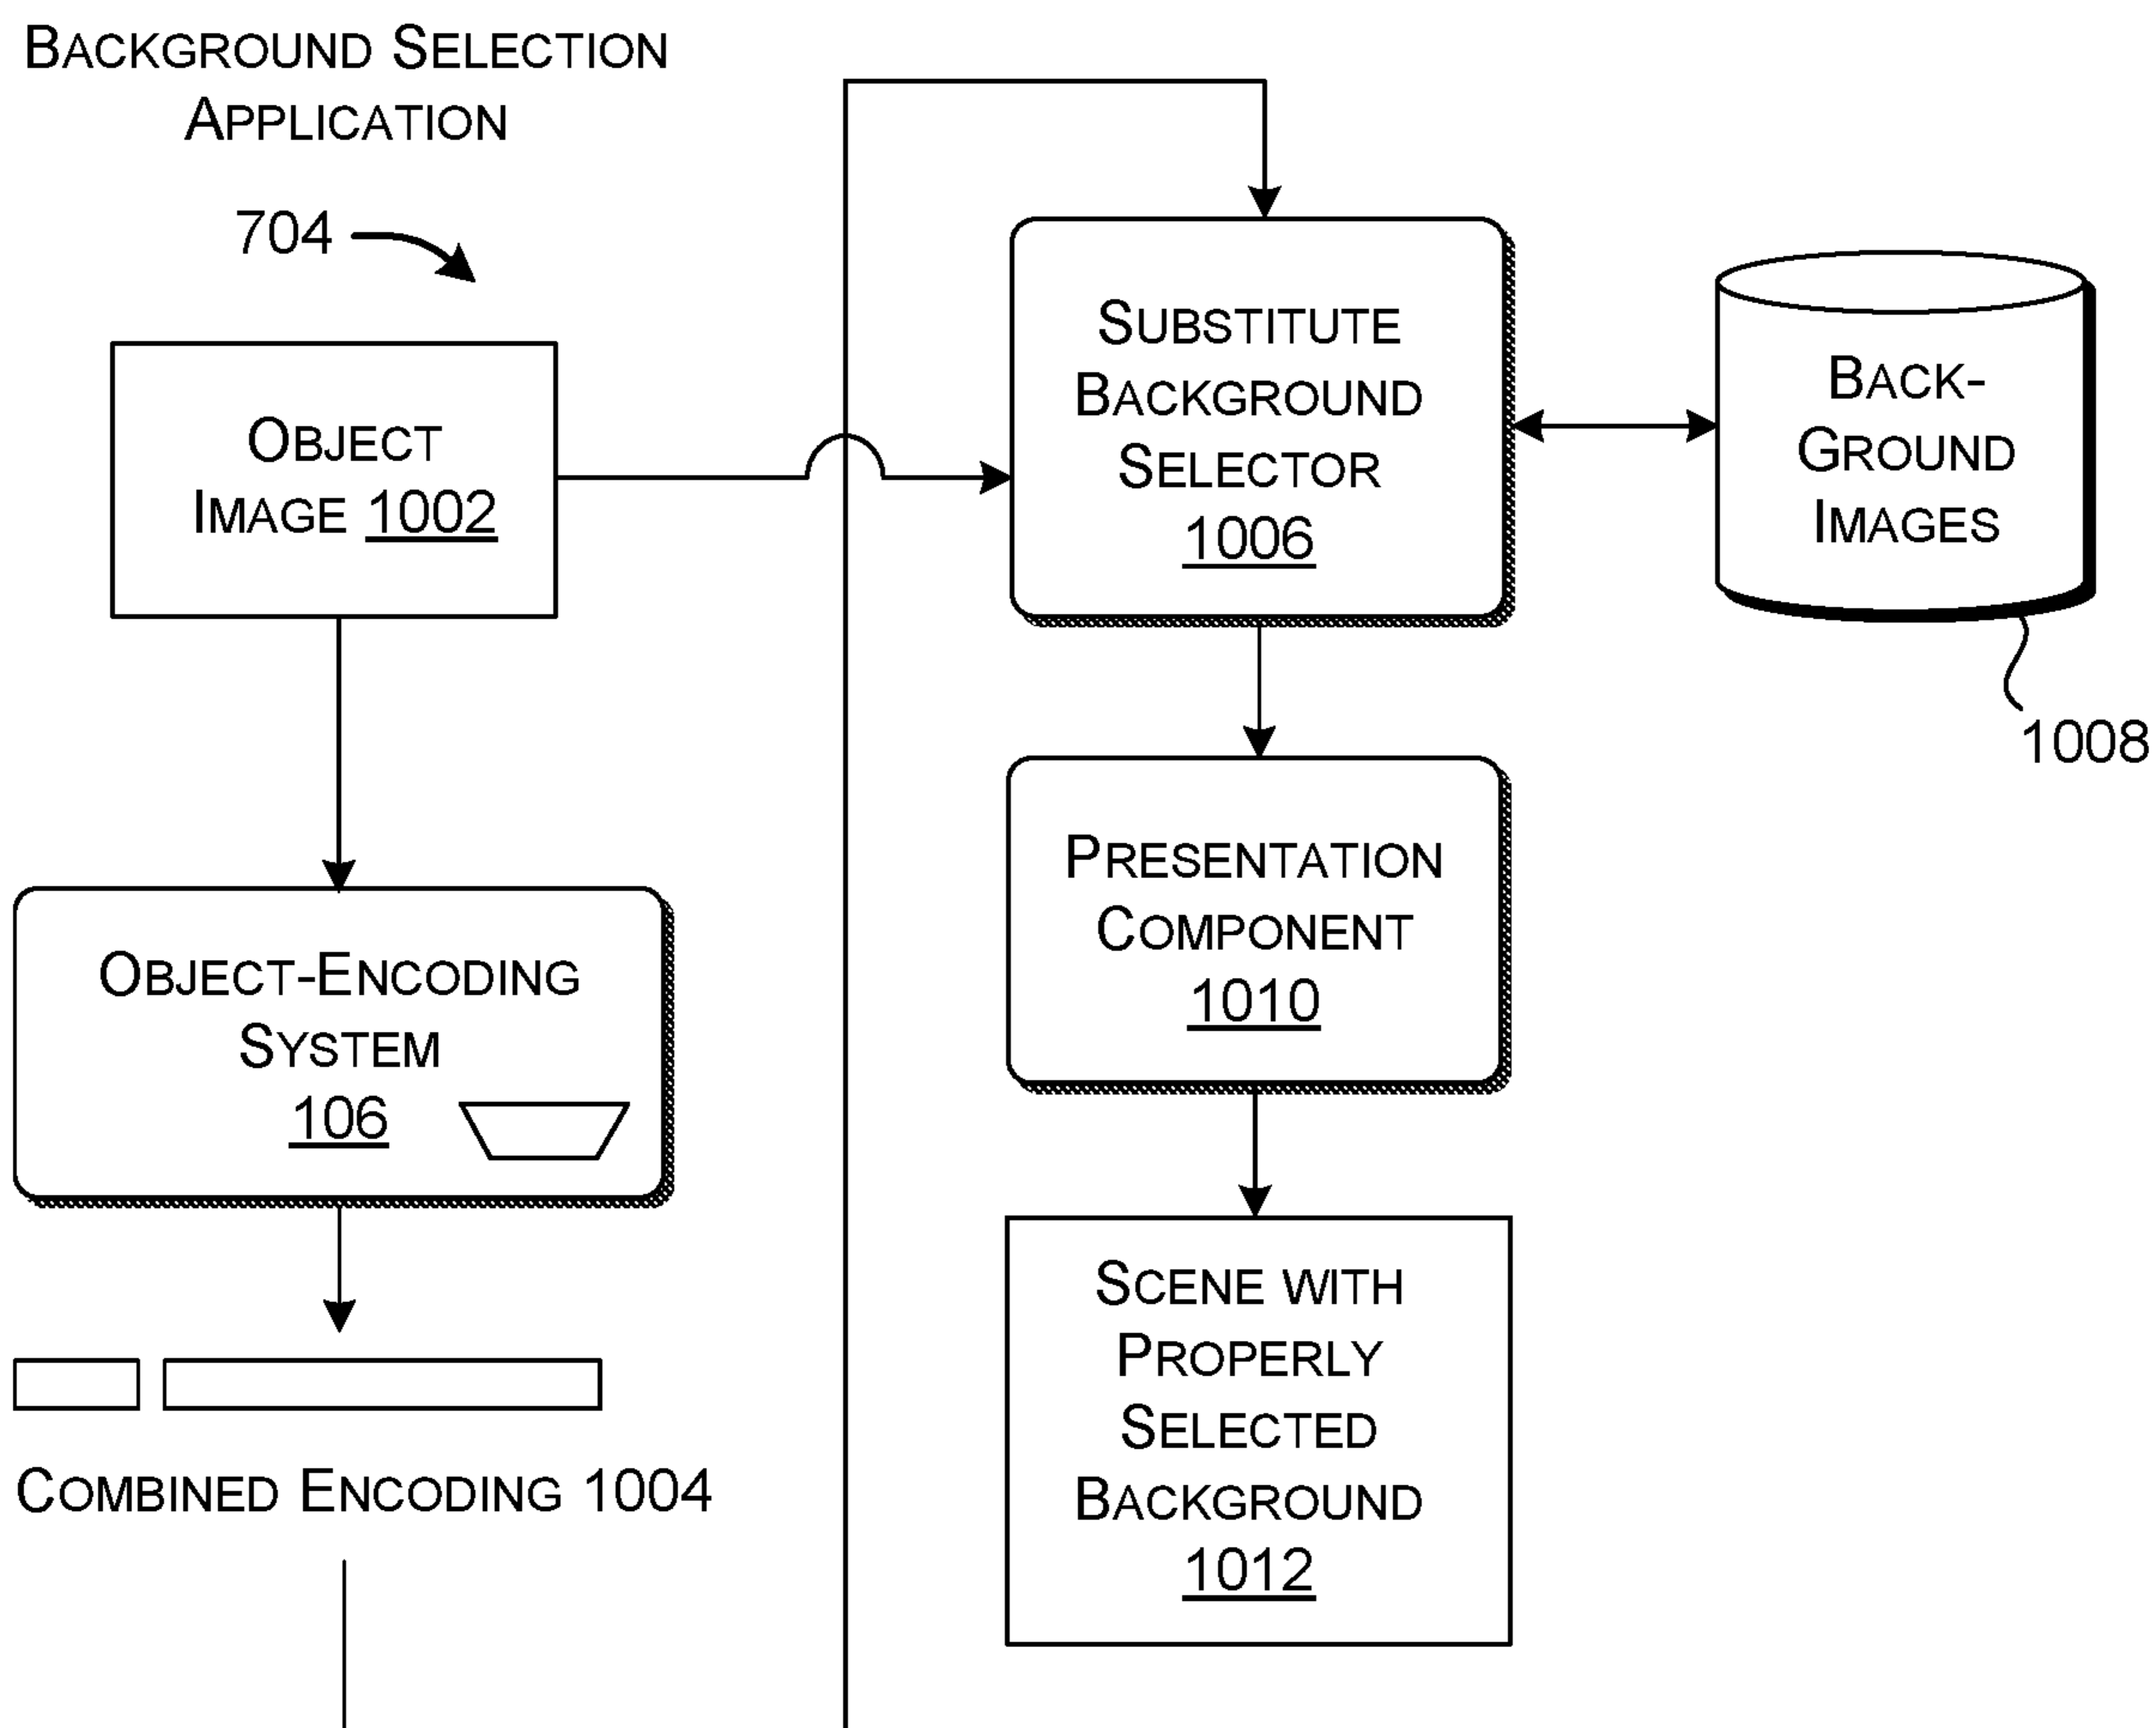 BACKGROUND SELECTION
APPLICATION
704
OBJECT
IMAGE 1002
OBJECT-ENCODING
SYSTEM
106
COMBINED ENCODING 1004
SUBSTITUTE
BACKGROUND
SELECTOR
1006
BACK-
GROUND
IMAGES
1008
PRESENTATION
COMPONENT
1010
SCENE WITH
PROPERLY
SELECTED
BACKGROUND
1012